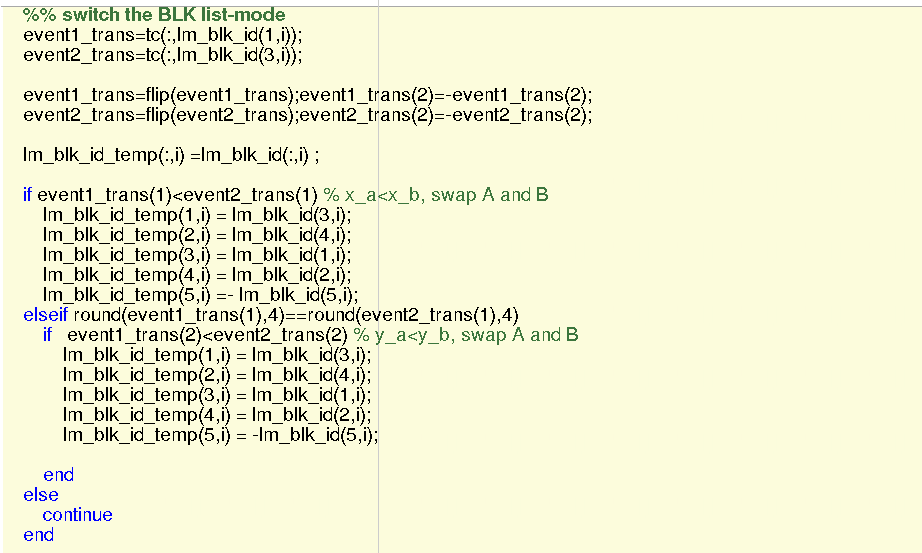 %% switch the BLK list-mode
event1_trans=tc(:,lm_blk_id(1,i));
event2_trans=tc(:,lm_blk_id(3,i));
event1_trans=flip(event1_trans);event1_trans(2)=-event1_trans(2);
event2_trans=flip(event2_trans);event2_trans(2)=-event2_trans(2);
lm_blk_id_temp(:,i) =lm_blk_id(:,i) ;
if event1_trans(1)<event2_trans(1) % x_a<x_b, swap A and B
lm_blk_id_temp(1,i) = lm_blk_id(3,i);
lm_blk_id_temp(2,i) = lm_blk_id(4,i);
lm_blk_id_temp(3,i) = lm_blk_id(1,i);
lm_blk_id_temp(4,i) = lm_blk_id(2,i);
lm_blk_id_temp(5,i) =- lm_blk_id(5,i);
elseif round(event1_trans(1),4)==round(event2_trans(1),4)
if event1_trans(2)<event2_trans(2) % y_a<y_b, swap A and B
lm_blk_id_temp(1,i) = lm_blk_id(3,i);
lm_blk_id_temp(2,i) = lm_blk_id(4,i);
lm_blk_id_temp(3,i) = lm_blk_id(1,i);
lm_blk_id_temp(4,i) = lm_blk_id(2,i);
lm_blk_id_temp(5,i) = -lm_blk_id(5,i);
end
else
continue
end